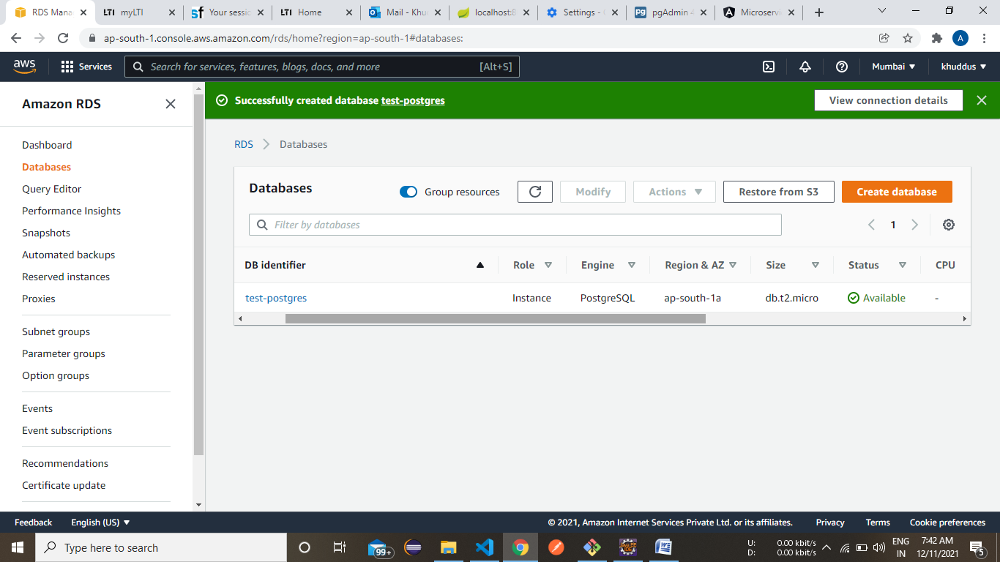 RDS Mana
LTI myLTI
sf Your sessio
LTI Home
Mail - Khu
localhost:8
Settings -
pg pgAdmin 4
Microservi
ap-south-1.console.aws.amazon.com/rds/home?region=ap-south-1#databases:
A
aws Services Search for services, features, blogs, docs, and more [Alt+S] Mumbai khuddus
Amazon RDS
Dashboard
Databases
Query Editor
Performance Insights
Snapshots
Automated backups
Reserved instances
Proxies
Subnet groups
Parameter groups
Option groups
Events
Event subscriptions
Recommendations
Certificate update
Successfully created database test-postgres View connection details
RDS Databases
Databases Group resources Modify Actions Restore from S3 Create database
Filter by databases 1
DB identifier Role Engine Region & AZ Size Status CPU
test-postgres Instance PostgreSQL ap-south-1a db.t2.micro Available -
Feedback English (US) © 2021, Amazon Internet Services Private Ltd. or its affiliates. Privacy Terms Cookie preferences
Type here to search
99+
U: 0.00 kbit/s
D: 0.00 kbit/s
ENG
IN
7:42 AM
12/11/2021
5